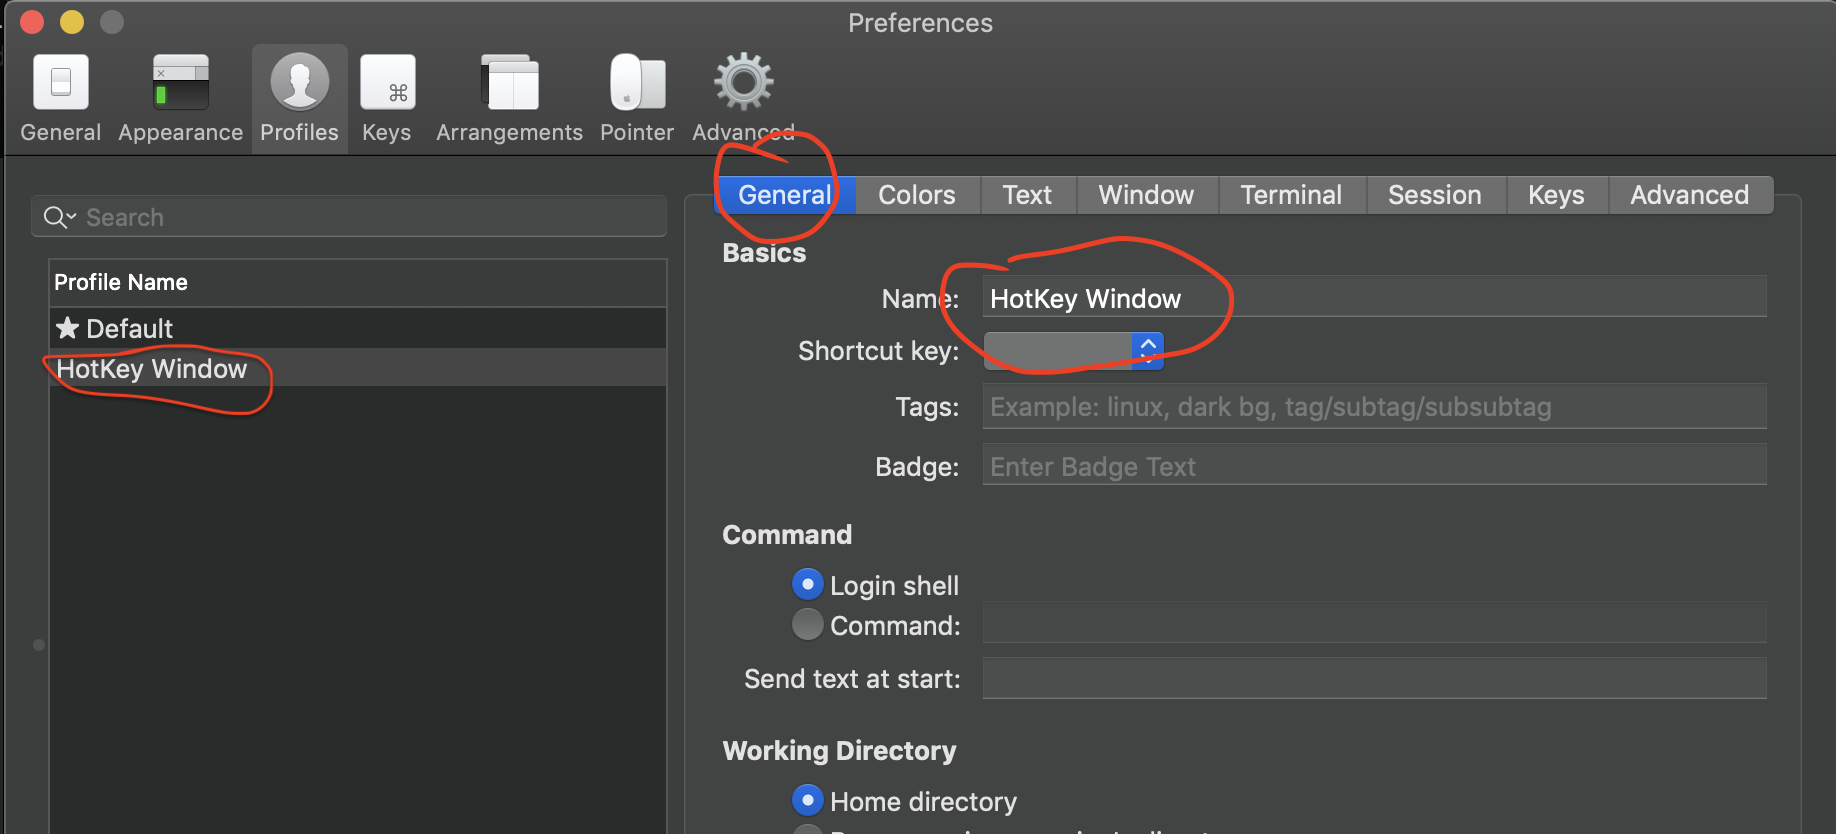 Preferences
General Appearance Profiles Keys Arrangements Pointer Advanced
General Colors Text Window Terminal Session Keys Advanced
Search
Basics
Profile Name
Name: HotKey Window
Default
Shortcut key:
HotKey Window
Tags: Example: linux, dark bg, tag/subtag/subsubtag
Badge: Enter Badge Text
Command
Login shell
Command:
Send text at start:
Working Directory
Home directory